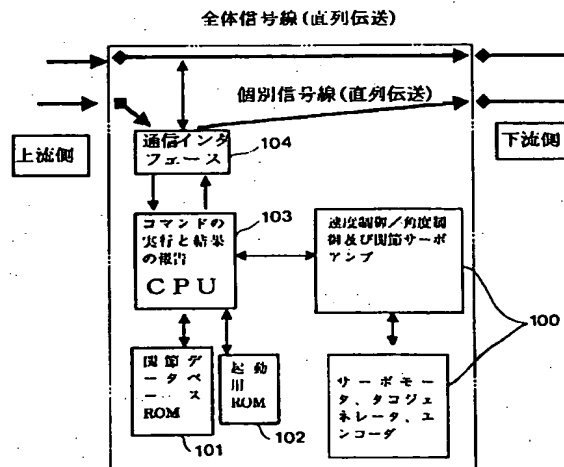 全体信号線(直列伝送)
個別信号線(直列伝送)
上流側
下流側
通信インタ
フェース
104
103
コマンドの
実行と結果
の報告
CPU
速度制御/角度制
御及び関節サーボ
アンプ
100
関節デ
ータベ
ース
ROM
101
起動
用
ROM
102
サーボモー
タ、タコジェ
ネレータ、エ
ンコーダ